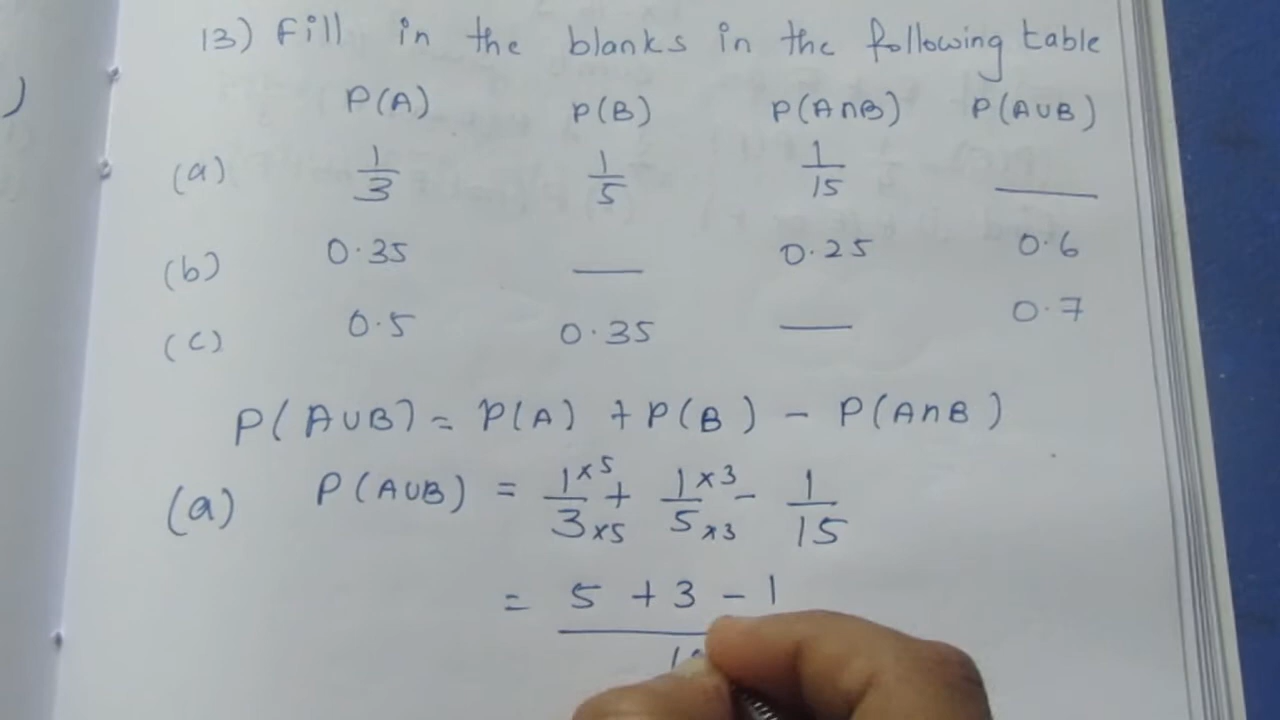 )
13) Fill in the blanks in the following table
P(A) P(B) P(A∩B) P(A∪B)
(a) 1/3 1/5 1/15 ___
(b) 0.35 ___ 0.25 0.6
(c) 0.5 0.35 ___ 0.7
P(A∪B) = P(A) + P(B) - P(A∩B)
(a) P(A∪B) = 1×5/3×5 + 1×3/5×3 - 1/15
= 5 + 3 - 1